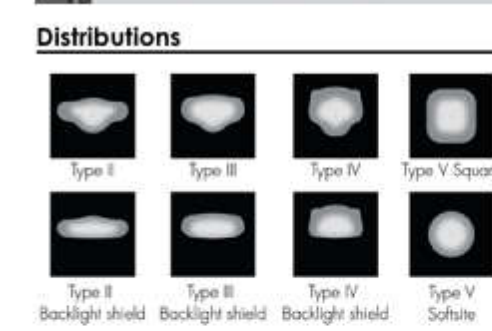 Distributions
Type II
Type III
Type IV
Type V Squar
Type II
Backlight shield
Type III
Backlight shield
Type IV
Backlight shield
Type V
Softsite